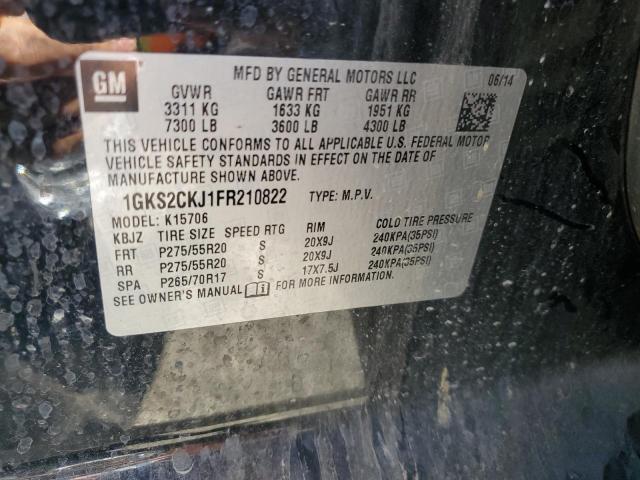 GM
MFD BY GENERAL MOTORS LLC 06/14
GVWR GAWR FRT GAWR RR
3311 KG 1633 KG 1951 KG
7300 LB 3600 LB 4300 LB
THIS VEHICLE CONFORMS TO ALL APPLICABLE U.S. FEDERAL MOTOR
VEHICLE SAFETY STANDARDS IN EFFECT ON THE DATE OF
MANUFACTURE SHOWN ABOVE.
1GKS2CKJ1FR210822 TYPE: M.P.V.
MODEL: K15706
KBJZ TIRE SIZE SPEED RTG RIM COLD TIRE PRESSURE
FRT P275/55R20 S 20X9J 240KPA(35PSI)
RR P275/55R20 S 20X9J 240KPA(35PSI)
SPA P265/70R17 S 17X7.5J 240KPA(35PSI)
SEE OWNER'S MANUAL FOR MORE INFORMATION.